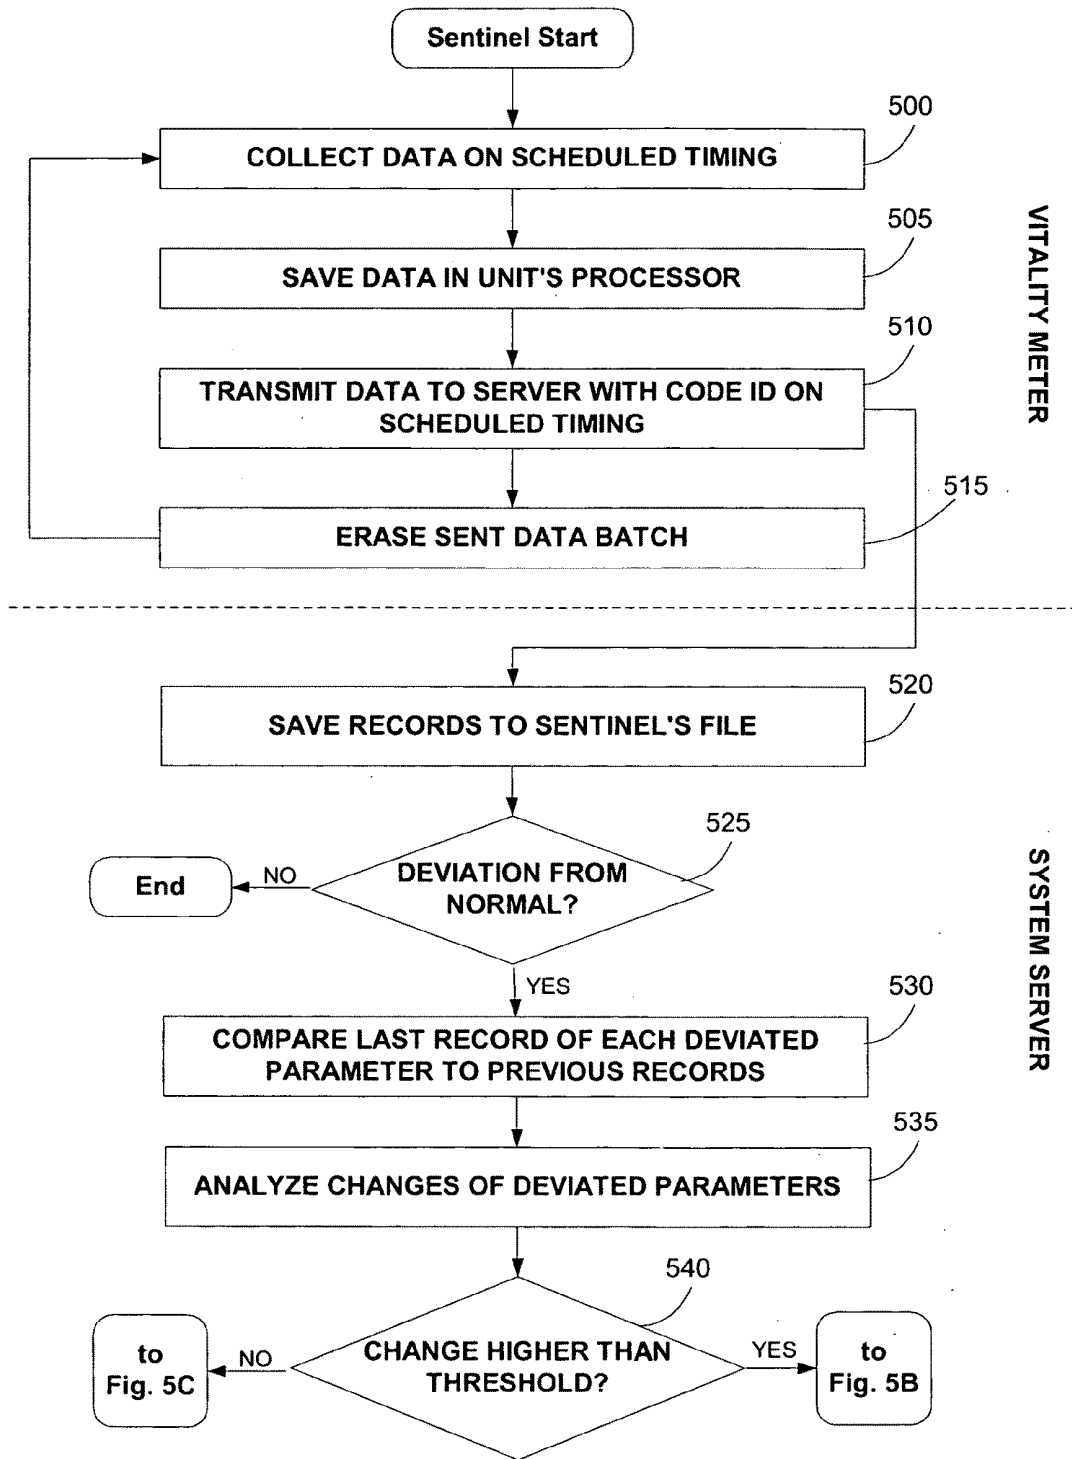 Sentinel Start
500
COLLECT DATA ON SCHEDULED TIMING
505
SAVE DATA IN UNIT'S PROCESSOR
510
TRANSMIT DATA TO SERVER WITH CODE ID ON
SCHEDULED TIMING
515
ERASE SENT DATA BATCH
VITALITY METER
520
SAVE RECORDS TO SENTINEL'S FILE
525
DEVIATION FROM
NORMAL?
NO
End
YES
530
COMPARE LAST RECORD OF EACH DEVIATED
PARAMETER TO PREVIOUS RECORDS
535
ANALYZE CHANGES OF DEVIATED PARAMETERS
540
CHANGE HIGHER THAN
THRESHOLD?
NO
to
Fig. 5C
YES
to
Fig. 5B
SYSTEM SERVER